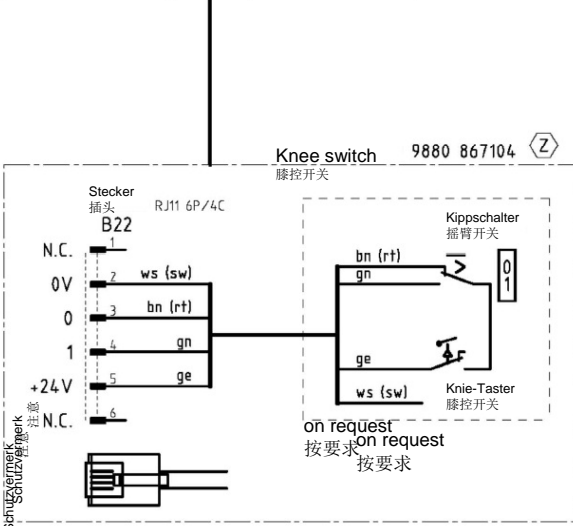 Knee switch
膝控开关
9880 867104
Z
Stecker
插头
RJ11 6P/4C
B22
N.C. 1
0V 2 ws (sw)
0 3 bn (rt)
1 4 gn
+24V 5 ge
N.C. 6
Kippschalter
摇臂开关
bn (rt)
gn
0
1
ge
ws (sw)
Knie-Taster
膝控开关
on request
按要求
on request
按要求
Schutzvermerk
注意
Schutzvermerk
注意